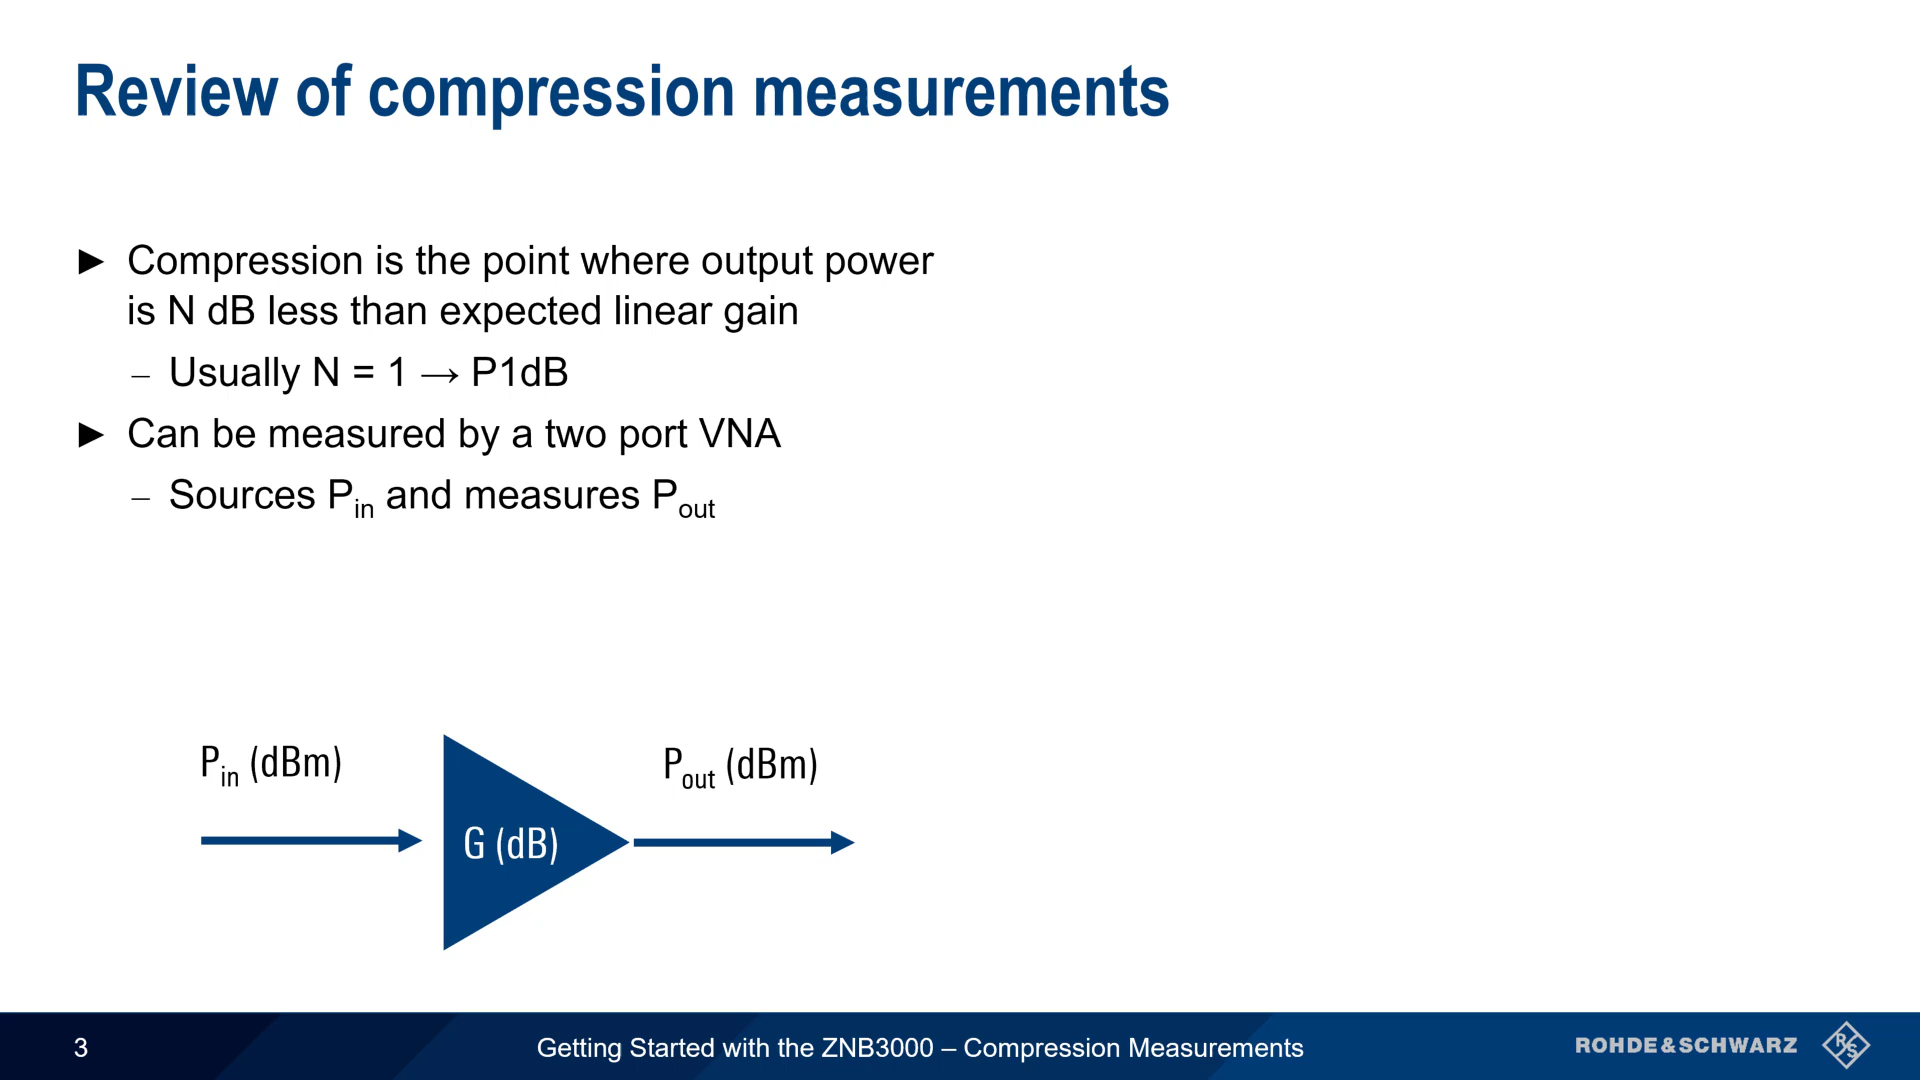 Review of compression measurements
► Compression is the point where output power
is N dB less than expected linear gain
– Usually N = 1 → P1dB
► Can be measured by a two port VNA
– Sources Pin and measures Pout
Pin (dBm)
Pout (dBm)
G (dB)
3
Getting Started with the ZNB3000 – Compression Measurements
ROHDE&SCHWARZ
R&S